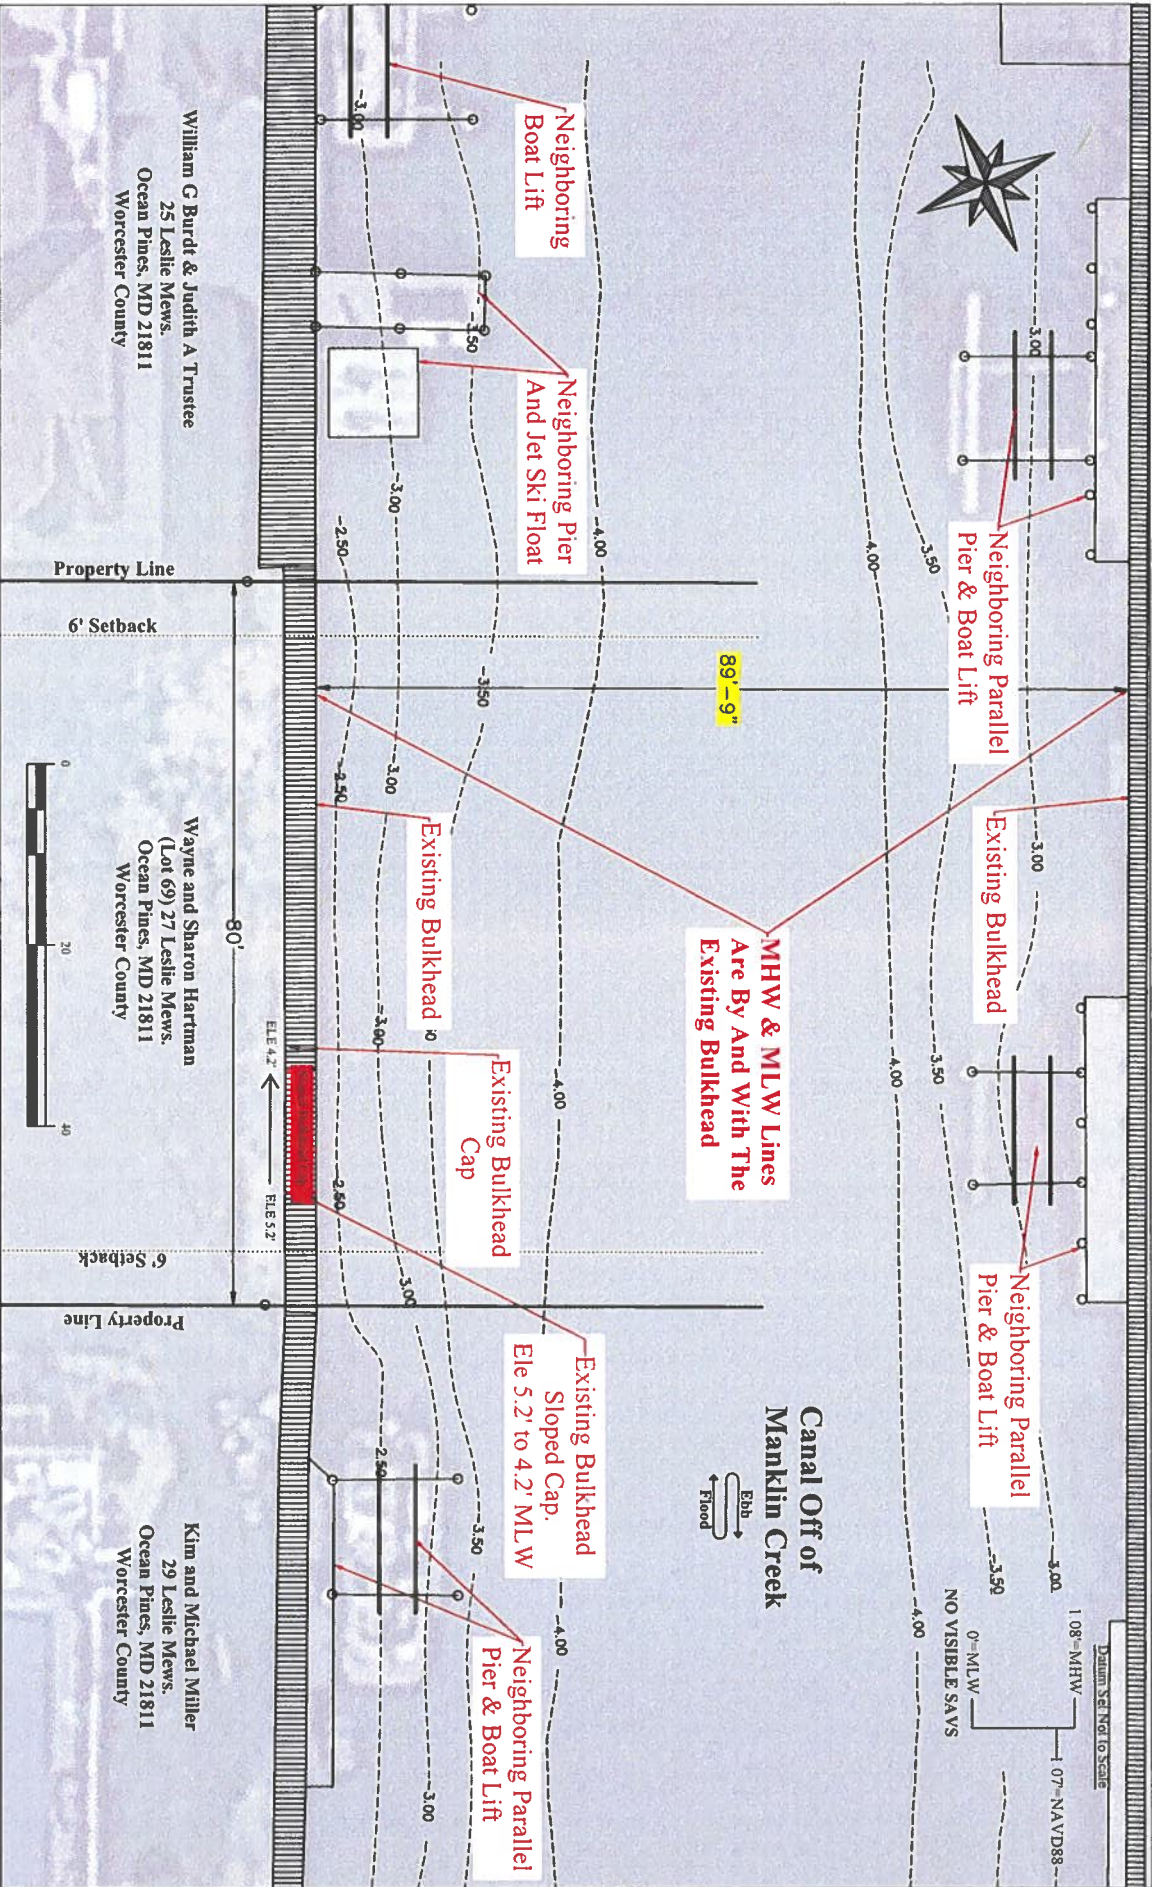 Neighboring
Boat Lift
Neighboring Pier
And Jet Ski Float
Neighboring Parallel
Pier & Boat Lift
Existing Bulkhead
Neighboring Parallel
Pier & Boat Lift
Datum Set Not to Scale
1.08'=MHW
0'=MLW
1.07'=NAVD88
NO VISIBLE SAVS
3.00
3.50
4.00
3.00
3.50
4.00
3.00
3.50
4.00
89'-9"
MHW & MLW Lines
Are By And With The
Existing Bulkhead
Canal Off of
Manklin Creek
Ebb
Flood
-4.00
-4.00
-4.00
-3.00
-3.50
-3.00
-2.50
-3.50
-3.00
-2.50
-3.00
-2.50
3.00
2.50
-3.50
-3.00
Existing Bulkhead
Existing Bulkhead
Cap
Existing Bulkhead
Sloped Cap.
Ele 5.2' to 4.2' MLW
Neighboring Parallel
Pier & Boat Lift
Property Line
6' Setback
80'
ELE 4.2'
ELE 5.2'
6' Setback
Property Line
William G Burdt & Judith A Trustee
25 Leslie Mews.
Ocean Pines, MD 21811
Worcester County
Wayne and Sharon Hartman
(Lot 69) 27 Leslie Mews.
Ocean Pines, MD 21811
Worcester County
Kim and Michael Miller
29 Leslie Mews.
Ocean Pines, MD 21811
Worcester County
0
20
40